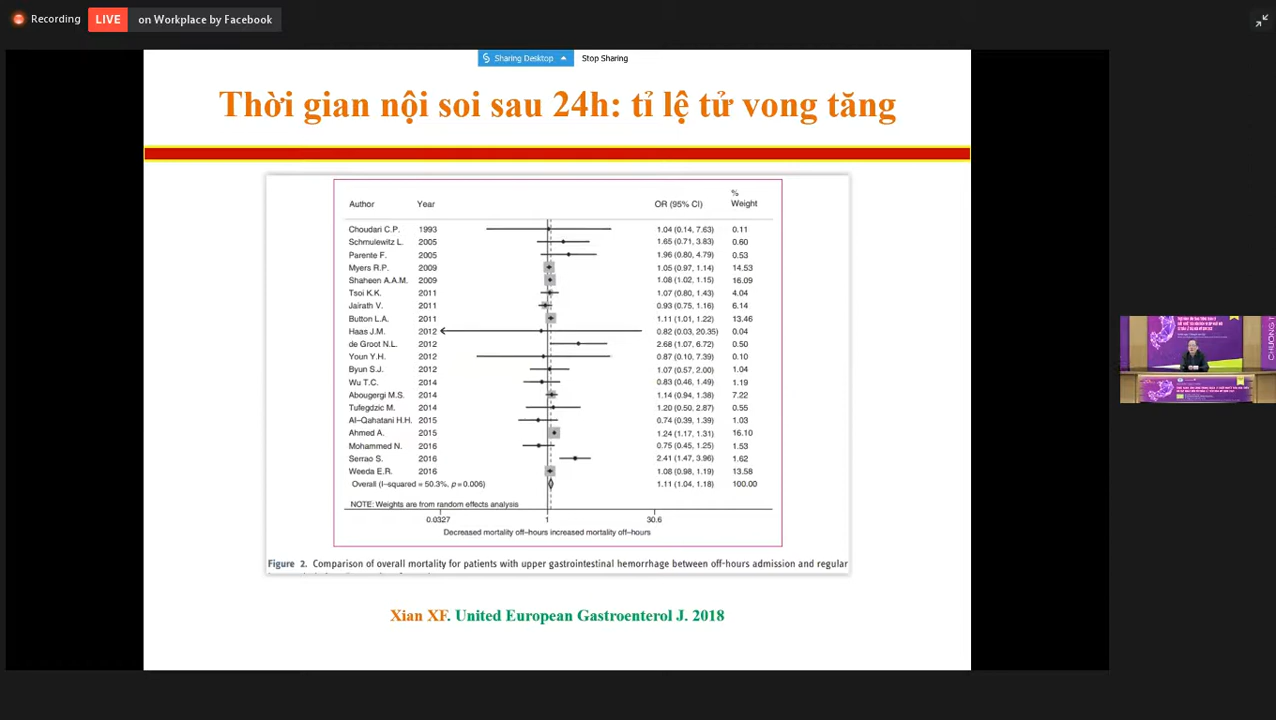 Recording LIVE on Workplace by Facebook
Sharing Desktop Stop Sharing
Thời gian nội soi sau 24h: tỉ lệ tử vong tăng
Author Year OR (95% CI) % Weight
Choudari C.P. 1993 1.04 (0.14, 7.63) 0.11
Schmulewitz L. 2005 1.65 (0.71, 3.83) 0.60
Parente F. 2005 1.96 (0.80, 4.79) 0.53
Myers R.P. 2009 1.05 (0.97, 1.14) 14.53
Shaheen A.A.M. 2009 1.08 (1.02, 1.15) 16.09
Tsoi K.K. 2011 1.07 (0.80, 1.43) 4.04
Jairath V. 2011 0.93 (0.75, 1.16) 6.14
Button L.A. 2011 1.11 (1.01, 1.22) 13.46
Haas J.M. 2012 0.82 (0.03, 20.35) 0.04
de Groot N.L. 2012 2.68 (1.07, 6.72) 0.50
Youn Y.H. 2012 0.87 (0.10, 7.39) 0.10
Byun S.J. 2012 1.07 (0.57, 2.00) 1.04
Wu T.C. 2014 0.83 (0.46, 1.49) 1.19
Abougergi M.S. 2014 1.14 (0.94, 1.38) 7.22
Tufegdzic M. 2014 1.20 (0.50, 2.87) 0.55
Al-Qahatani H.H. 2015 0.74 (0.39, 1.39) 1.03
Ahmed A. 2015 1.24 (1.17, 1.31) 16.10
Mohammed N. 2016 0.75 (0.45, 1.25) 1.53
Serrao S. 2016 2.41 (1.47, 3.96) 1.62
Weeda E.R. 2016 1.08 (0.98, 1.19) 13.58
Overall (I-squared = 50.3%, p = 0.006) 1.11 (1.04, 1.18) 100.00
NOTE: Weights are from random effects analysis
0.0327 1 30.6
Decreased mortality off-hours increased mortality off-hours
Figure 2. Comparison of overall mortality for patients with upper gastrointestinal hemorrhage between off-hours admission and regular
Xian XF. United European Gastroenterol J. 2018